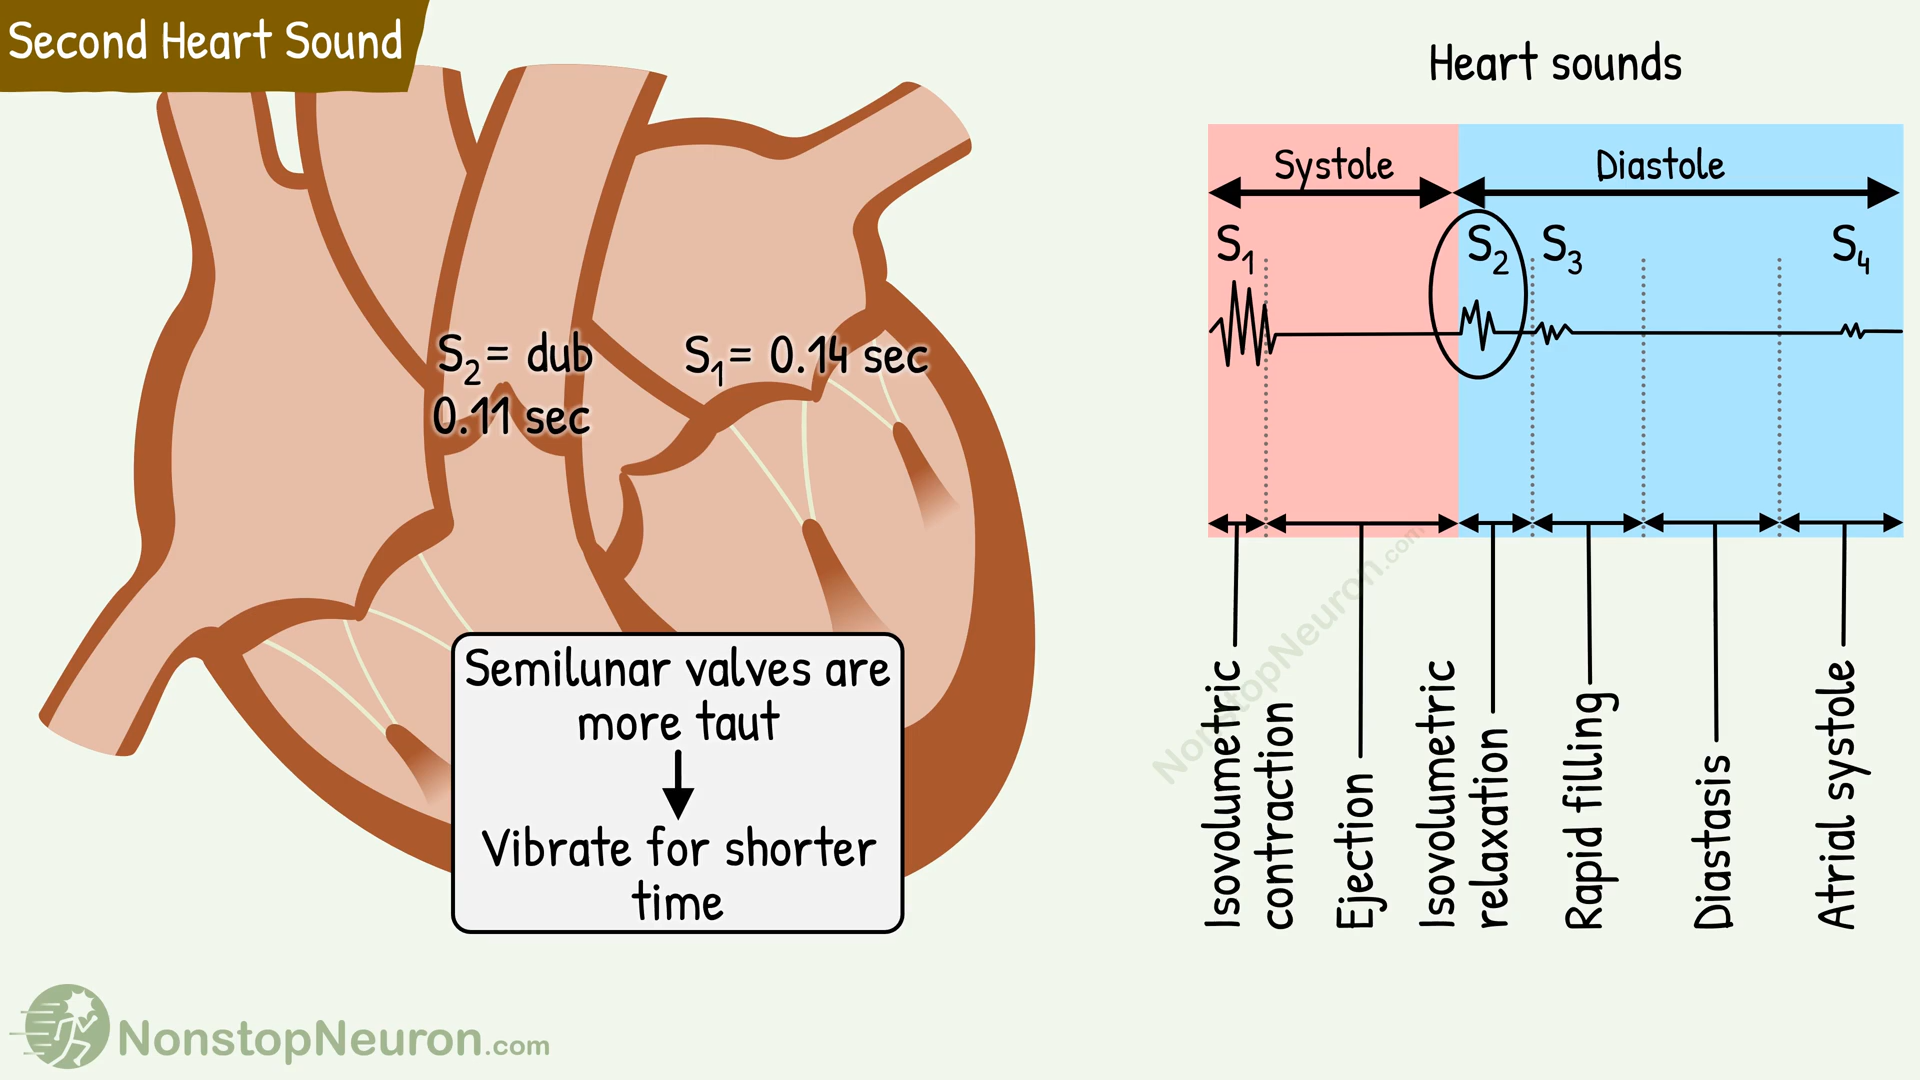 Second Heart Sound
S₂= dub
0.11 sec
S₁= 0.14 sec
Semilunar valves are
more taut
Vibrate for shorter
time
Heart sounds
Systole
Diastole
S₁
S₂
S₃
S₄
Isovolumetric
contraction
Ejection
Isovolumetric
relaxation
Rapid filling
Diastasis
Atrial systole
NonstopNeuron.com
NonstopNeuron.com